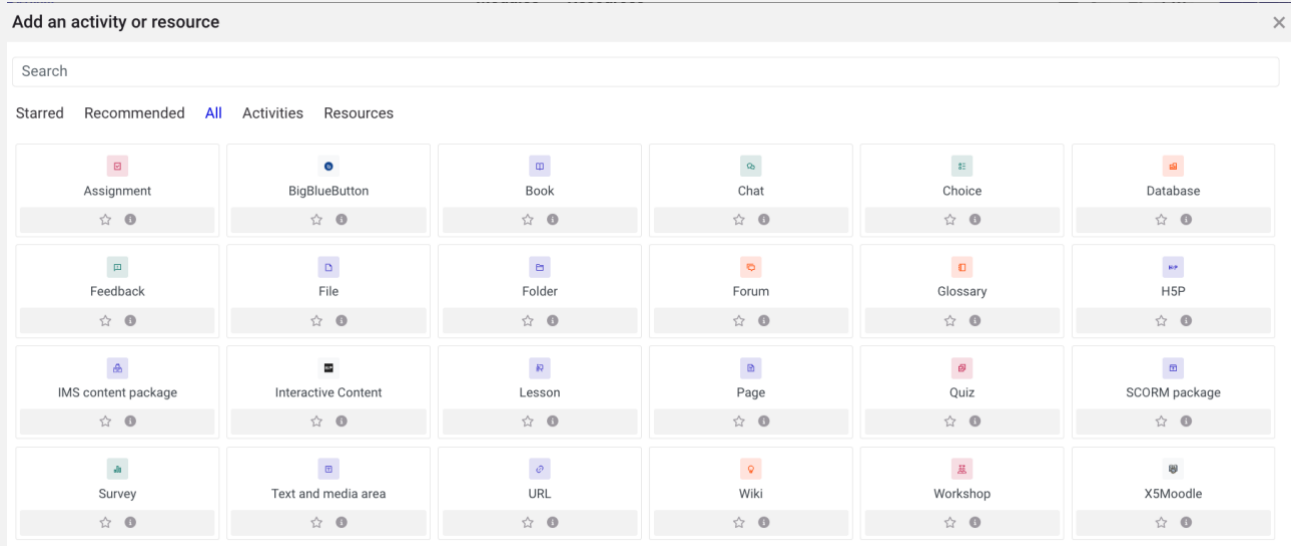 Add an activity or resource
Search
Starred Recommended All Activities Resources
Assignment BigBlueButton Book Chat Choice Database
Feedback File Folder Forum Glossary H5P
IMS content package Interactive Content Lesson Page Quiz SCORM package
Survey Text and media area URL Wiki Workshop X5Moodle